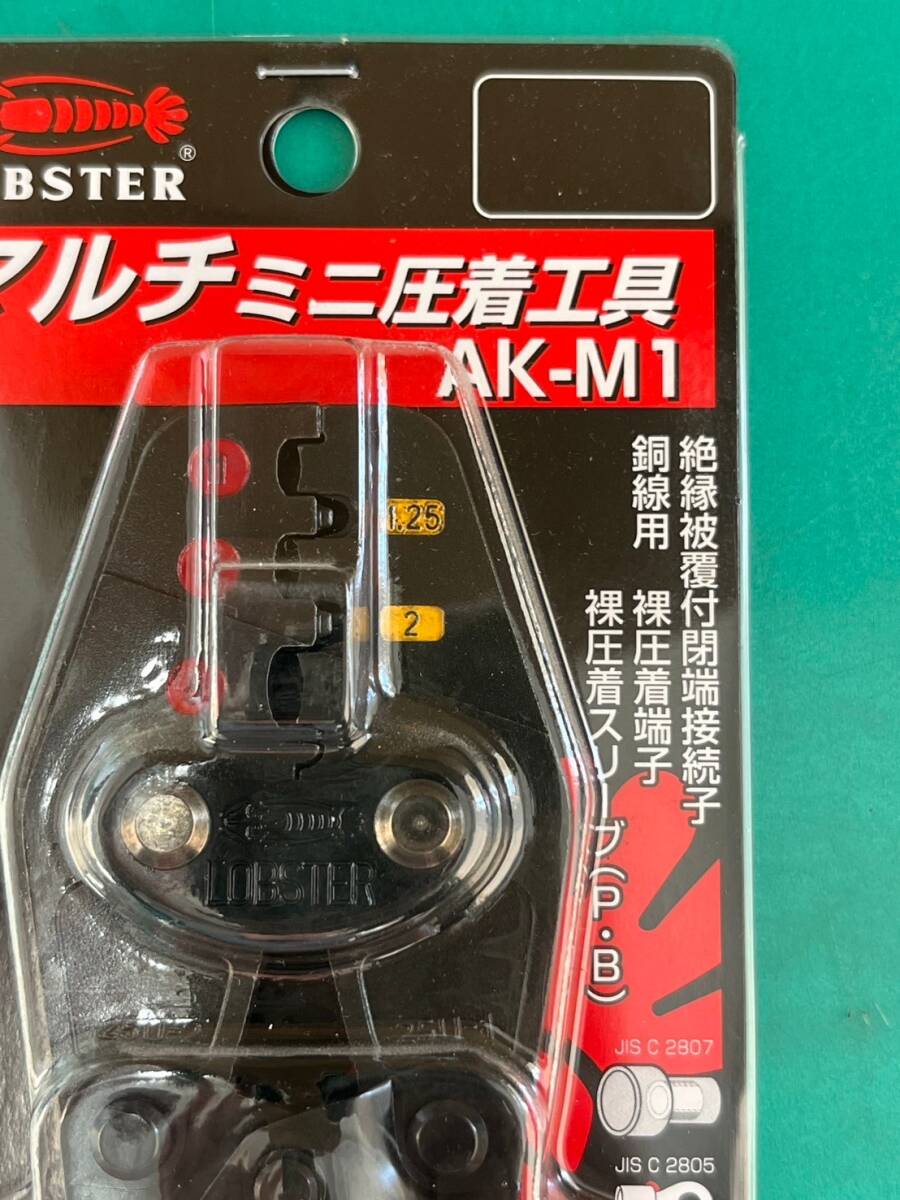 LOBSTER®
マルチミニ圧着工具
AK-M1
1.25
2
絶縁被覆付閉端接続子
銅線用 裸圧着端子
裸圧着スリーブ(P・B)
LOBSTER
JIS C 2807
JIS C 2805